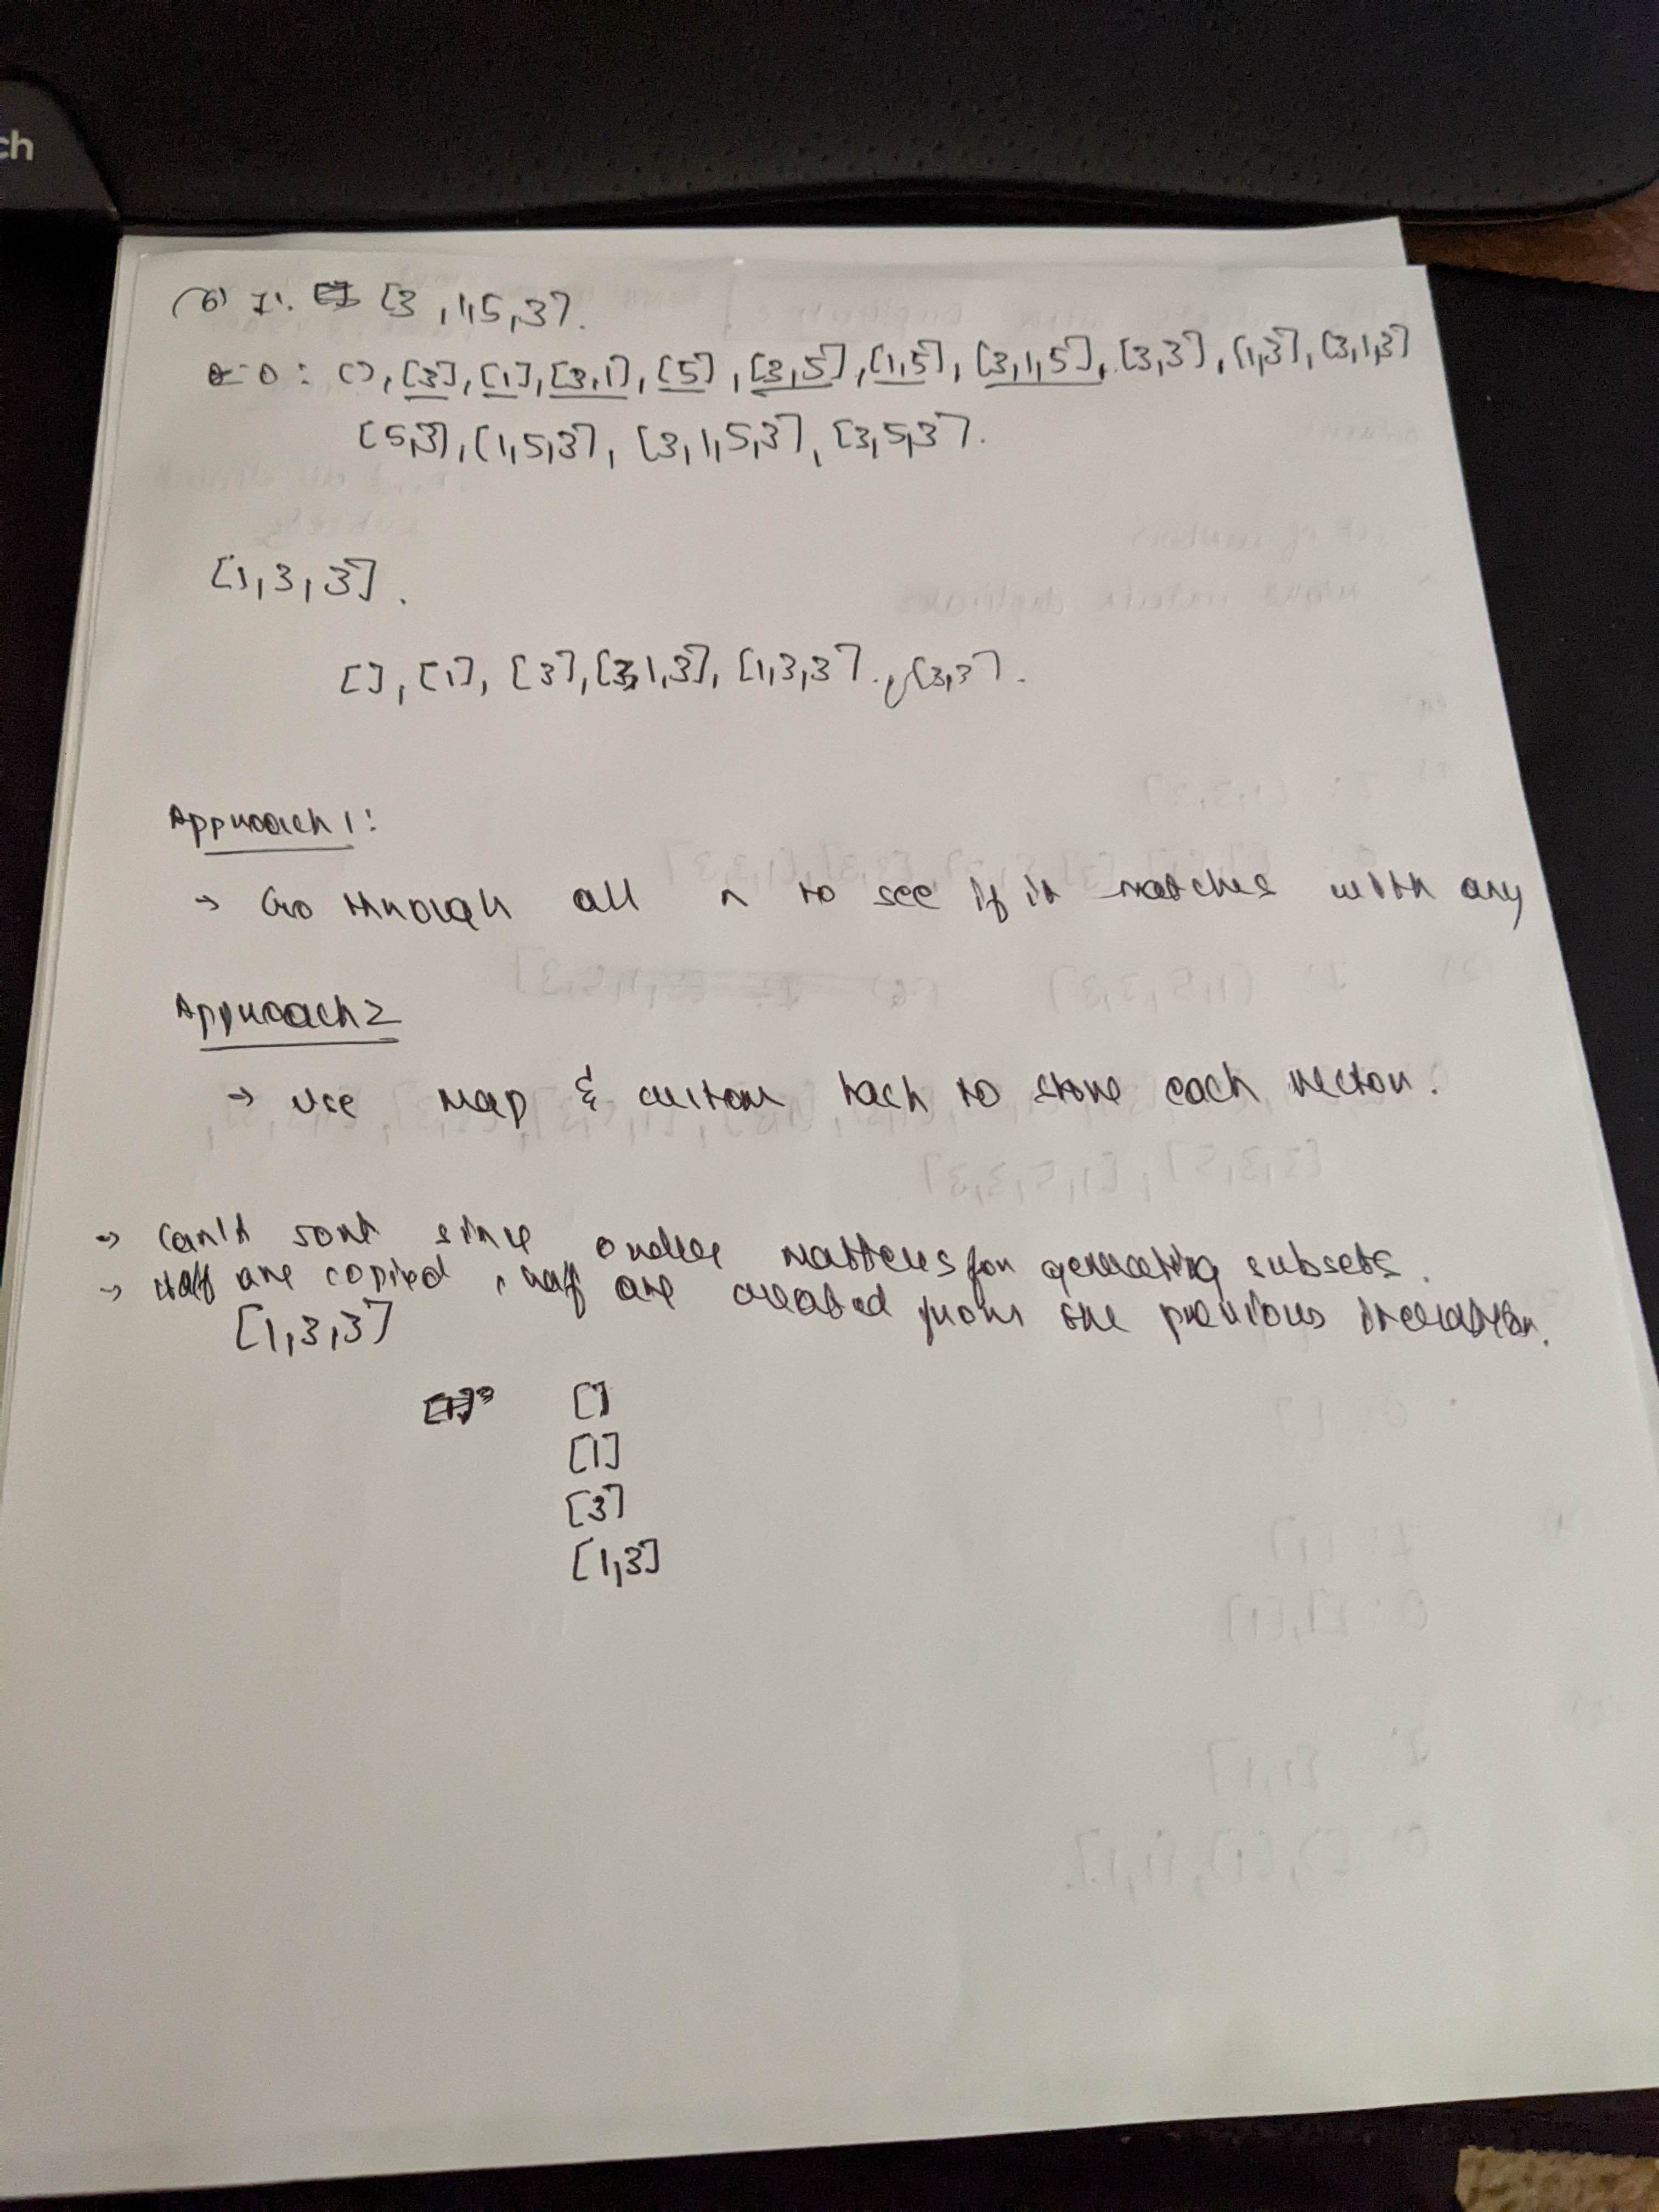 ch
(6) I: [3,1,5,3].
O: [], [3], [1], [3,1], [5], [3,5], [1,5], [3,1,5], [3,3], [1,3], [3,1,3]
[5,3], [1,5,3], [3,1,5,3], [3,5,3].
[1,3,3].
[], [1], [3], [3,1,3], [1,3,3], [3,3].
Approach 1:
→ Go through all n to see if it matches with any
Approach 2
→ Use map & custom hash to store each vector.
→ Can't sort since order matters for generating subsets.
→ Half are copied, half are created from the previous iteration.
[1,3,3]
[]
[1]
[3]
[1,3]